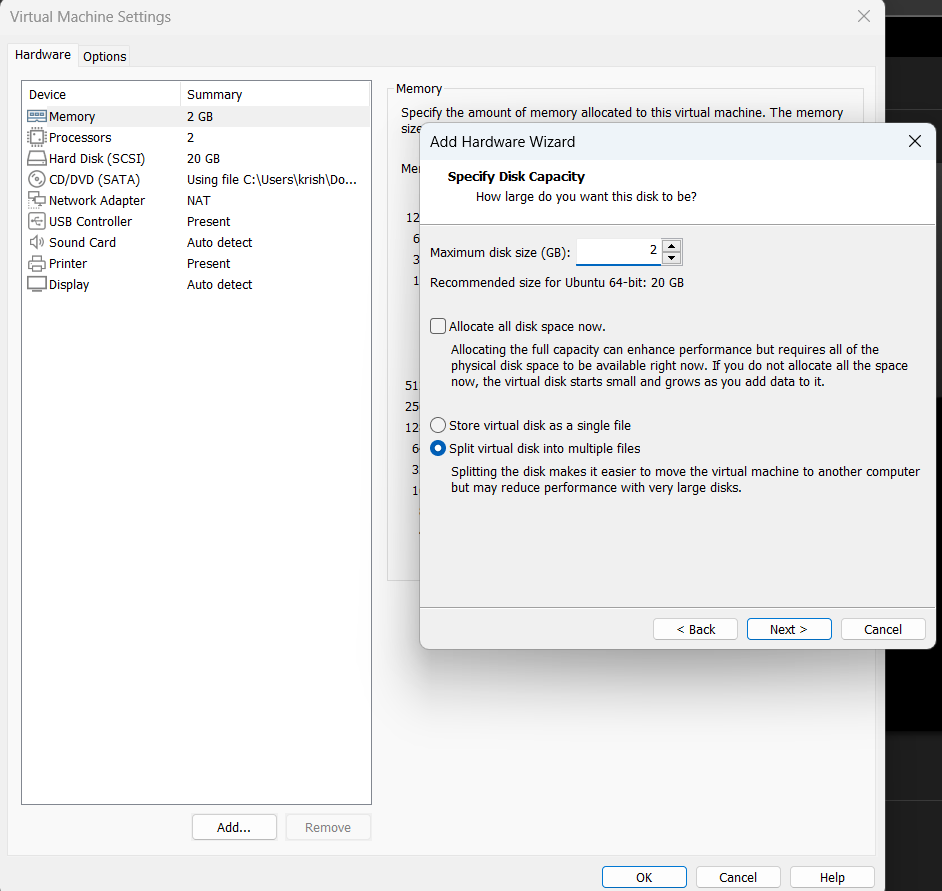 Virtual Machine Settings
Hardware
Options
Device Summary
Memory 2 GB
Processors 2
Hard Disk (SCSI) 20 GB
CD/DVD (SATA) Using file C:\Users\krish\Do...
Network Adapter NAT
USB Controller Present
Sound Card Auto detect
Printer Present
Display Auto detect
Add...
Remove
Memory
Specify the amount of memory allocated to this virtual machine. The memory
Add Hardware Wizard
Specify Disk Capacity
How large do you want this disk to be?
Maximum disk size (GB): 2
Recommended size for Ubuntu 64-bit: 20 GB
Allocate all disk space now.
Allocating the full capacity can enhance performance but requires all of the
physical disk space to be available right now. If you do not allocate all the space
now, the virtual disk starts small and grows as you add data to it.
Store virtual disk as a single file
Split virtual disk into multiple files
Splitting the disk makes it easier to move the virtual machine to another computer
but may reduce performance with very large disks.
< Back
Next >
Cancel
OK
Cancel
Help